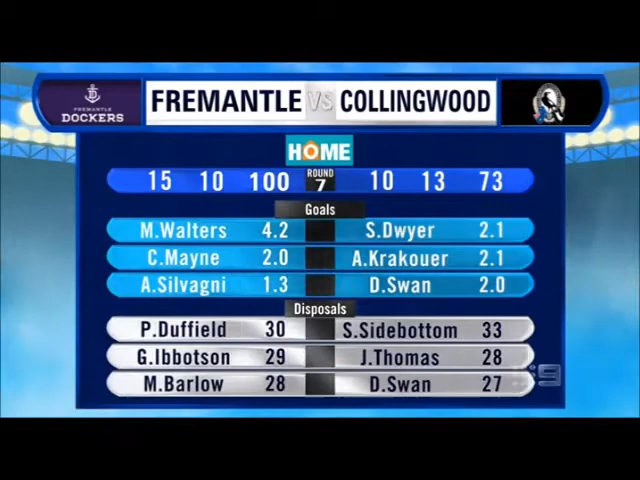 FREMANTLE DOCKERS FREMANTLE VS COLLINGWOOD
HOME
15 10 100 ROUND 7 10 13 73
Goals
M.Walters 4.2 S.Dwyer 2.1
C.Mayne 2.0 A.Krakouer 2.1
A.Silvagni 1.3 D.Swan 2.0
Disposals
P.Duffield 30 S.Sidebottom 33
G.Ibbotson 29 J.Thomas 28
M.Barlow 28 D.Swan 27
9